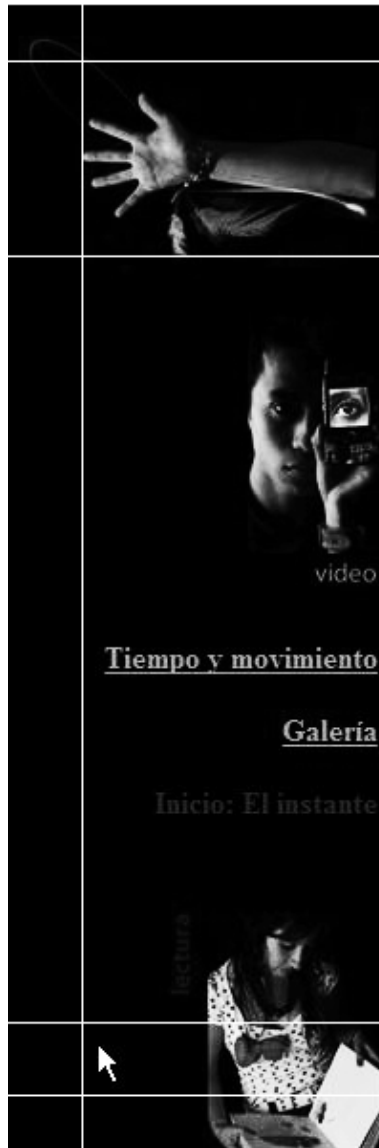 video
Tiempo y movimiento
Galería
Inicio: El instante
lectura